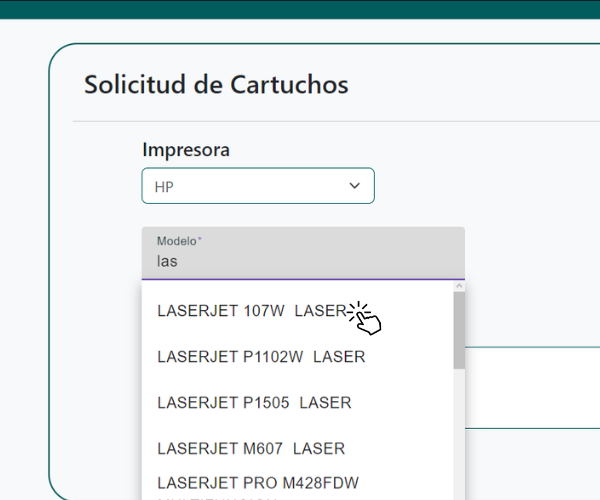 Solicitud de Cartuchos
Impresora
HP
Modelo*
las
LASERJET 107W LASER
LASERJET P1102W LASER
LASERJET P1505 LASER
LASERJET M607 LASER
LASERJET PRO M428FDW